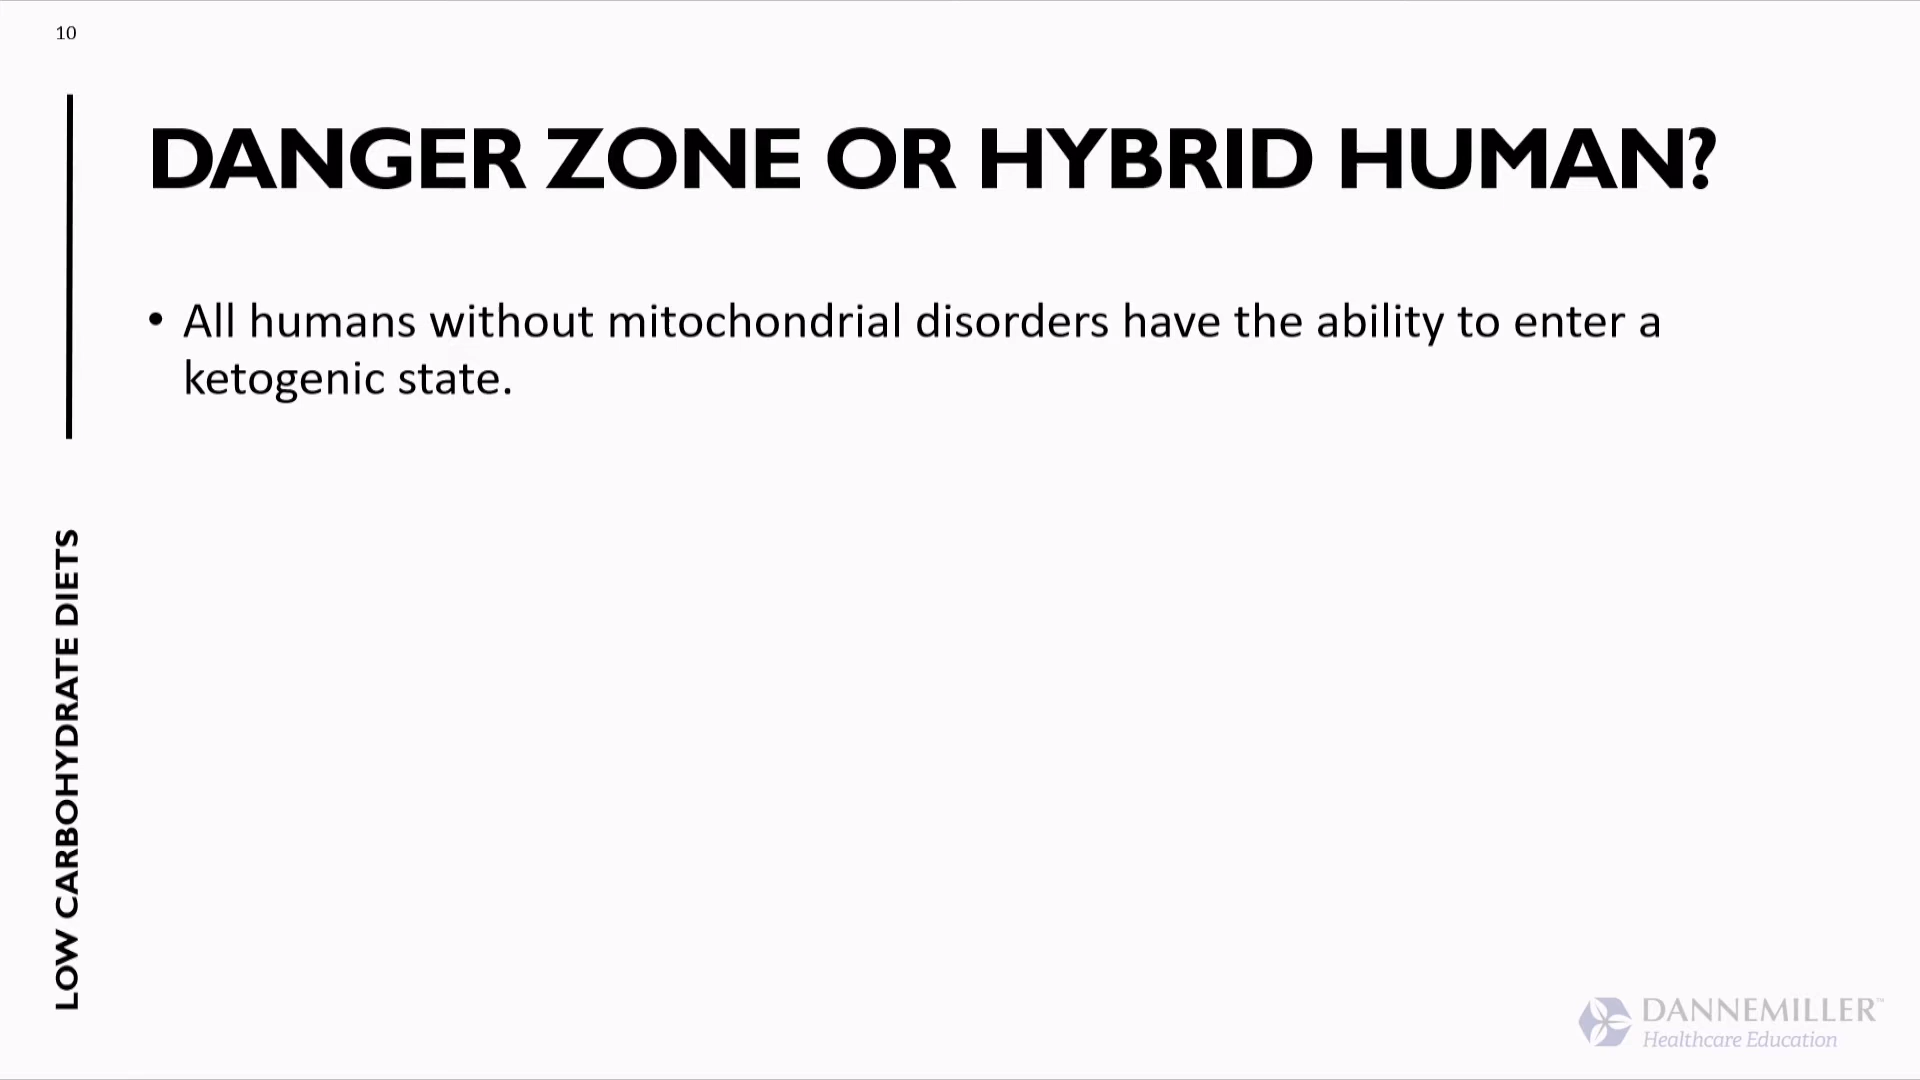 10
DANGER ZONE OR HYBRID HUMAN?
• All humans without mitochondrial disorders have the ability to enter a
ketogenic state.
LOW CARBOHYDRATE DIETS
DANNEMILLER™
Healthcare Education